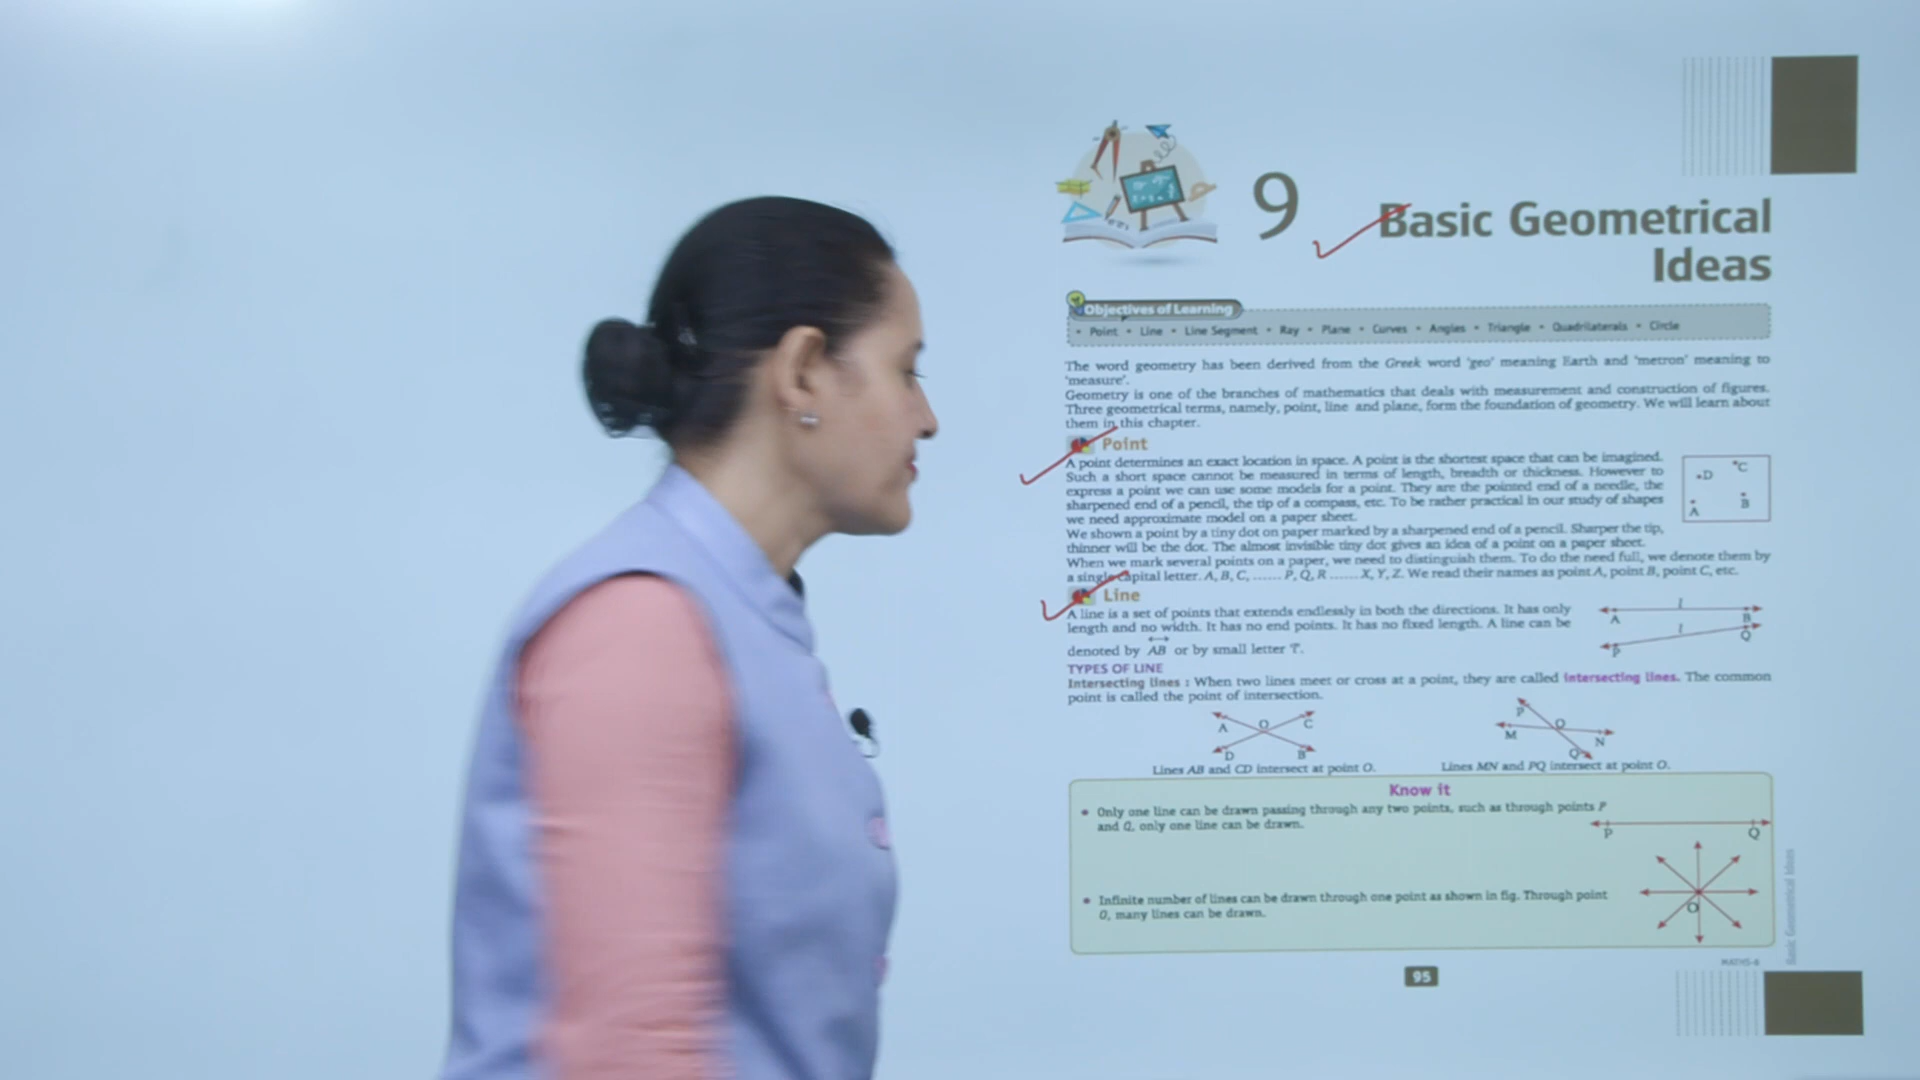 9
Basic Geometrical
Ideas
Objectives of Learning
• Point • Line • Line Segment • Ray • Plane • Curves • Angles • Triangle • Quadrilaterals • Circle
The word geometry has been derived from the Greek word 'geo' meaning Earth and 'metron' meaning to
'measure'.
Geometry is one of the branches of mathematics that deals with measurement and construction of figures.
Three geometrical terms, namely, point, line and plane, form the foundation of geometry. We will learn about
them in this chapter.
Point
A point determines an exact location in space. A point is the shortest space that can be imagined.
Such a short space cannot be measured in terms of length, breadth or thickness. However to
express a point we can use some models for a point. They are the pointed end of a needle, the
sharpened end of a pencil, the tip of a compass, etc. To be rather practical in our study of shapes
we need approximate model on a paper sheet.
D C
A B
We shown a point by a tiny dot on paper marked by a sharpened end of a pencil. Sharper the tip,
thinner will be the dot. The almost invisible tiny dot gives an idea of a point on a paper sheet.
When we mark several points on a paper, we need to distinguish them. To do the need full, we denote them by
a single capital letter. A, B, C, ...... P, Q, R ...... X, Y, Z. We read their names as point A, point B, point C, etc.
Line
A line is a set of points that extends endlessly in both the directions. It has only
length and no width. It has no end points. It has no fixed length. A line can be
denoted by AB or by small letter 'l'.
l
A B
l
P Q
TYPES OF LINE
Intersecting lines : When two lines meet or cross at a point, they are called intersecting lines. The common
point is called the point of intersection.
A O C
D B
P O
M N
Q
Lines AB and CD intersect at point O.
Lines MN and PQ intersect at point O.
Know it
• Only one line can be drawn passing through any two points, such as through points P
and Q, only one line can be drawn.
P Q
• Infinite number of lines can be drawn through one point as shown in fig. Through point
O, many lines can be drawn.
O
Basic Geometrical Ideas
MATHS-6
95